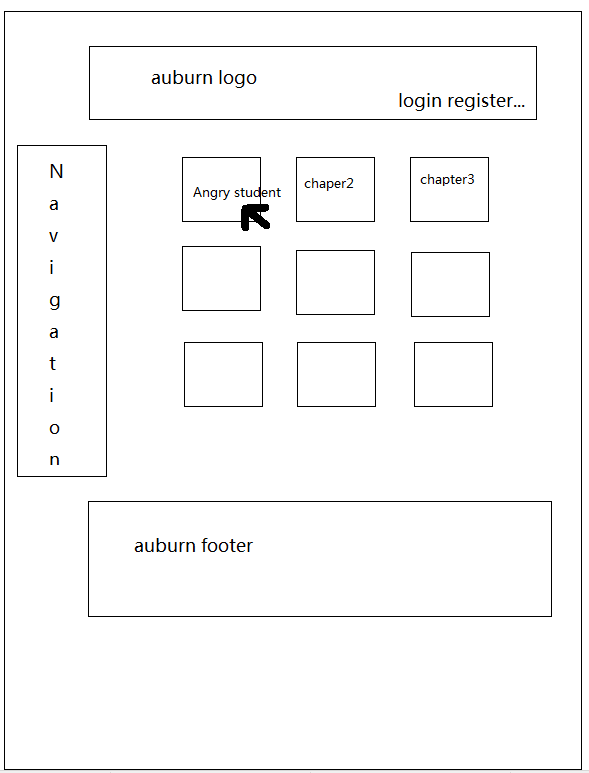 auburn logo
login register...
N
a
v
i
g
a
t
i
o
n
Angry student
chaper2
chapter3
auburn footer